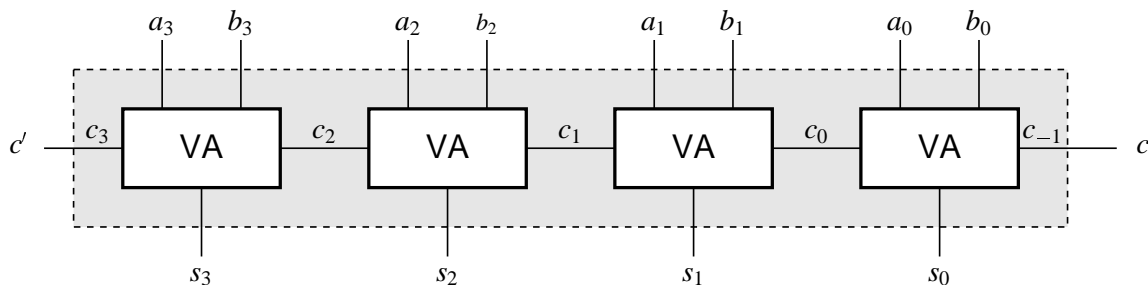 a₃ b₃ a₂ b₂ a₁ b₁ a₀ b₀
c′ c₃ VA c₂ VA c₁ VA c₀ VA c₋₁ c
s₃ s₂ s₁ s₀